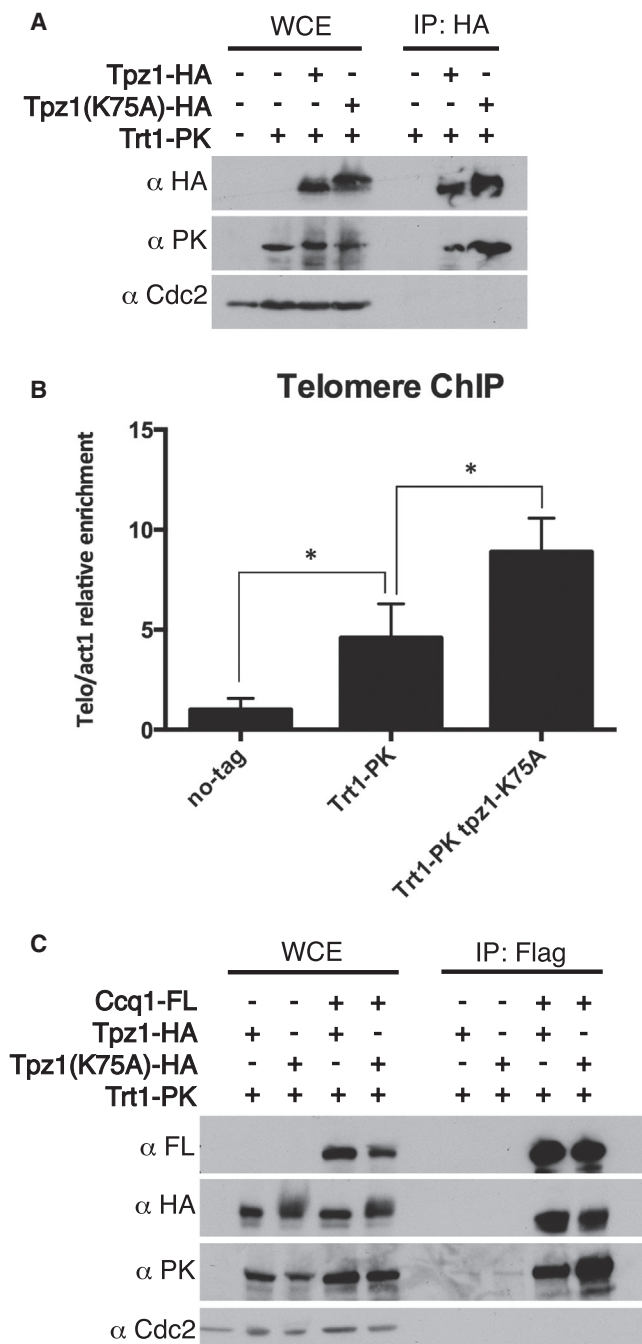 A
WCE IP: HA
Tpz1-HA - - + - - + -
Tpz1(K75A)-HA - - - + - - +
Trt1-PK - + + + + + +
α HA
α PK
α Cdc2
B
Telomere ChIP
Telo/act1 relative enrichment
15
10
5
0
* *
no-tag
Trt1-PK
Trt1-PK tpz1-K75A
C
WCE IP: Flag
Ccq1-FL - - + + - - + +
Tpz1-HA + - + - + - + -
Tpz1(K75A)-HA - + - + - + - +
Trt1-PK + + + + + + + +
α FL
α HA
α PK
α Cdc2